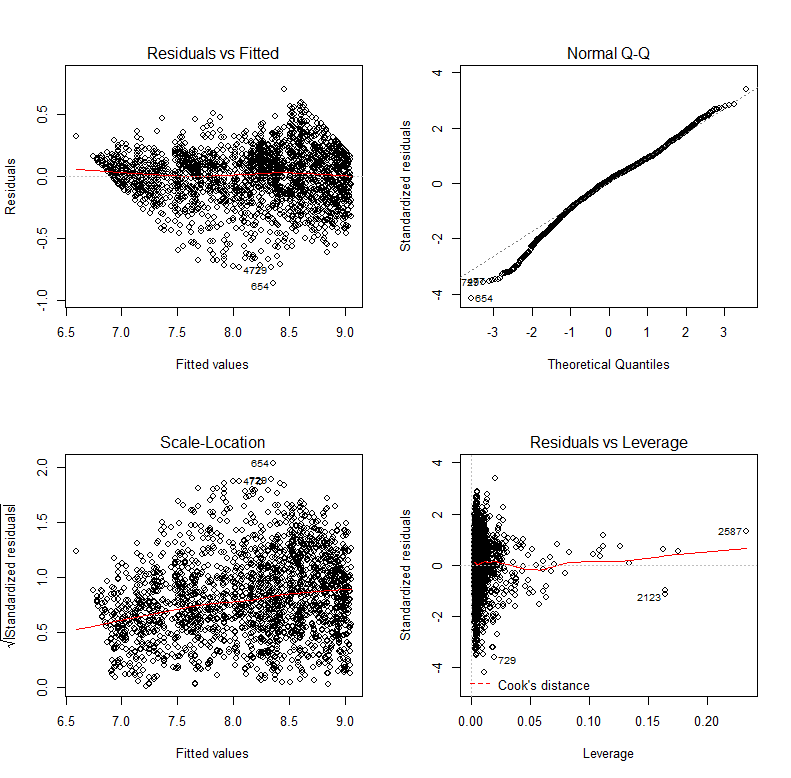 Residuals vs Fitted
Residuals
0.5
0.0
-0.5
-1.0
4729
654
6.5 7.0 7.5 8.0 8.5 9.0
Fitted values
Normal Q-Q
Standardized residuals
4
2
0
-2
-4
654
-3 -2 -1 0 1 2 3
Theoretical Quantiles
Scale-Location
√|Standardized residuals|
2.0
1.5
1.0
0.5
0.0
654
729
6.5 7.0 7.5 8.0 8.5 9.0
Fitted values
Residuals vs Leverage
Standardized residuals
4
2
0
-2
-4
2587
2123
729
Cook's distance
0.00 0.05 0.10 0.15 0.20
Leverage